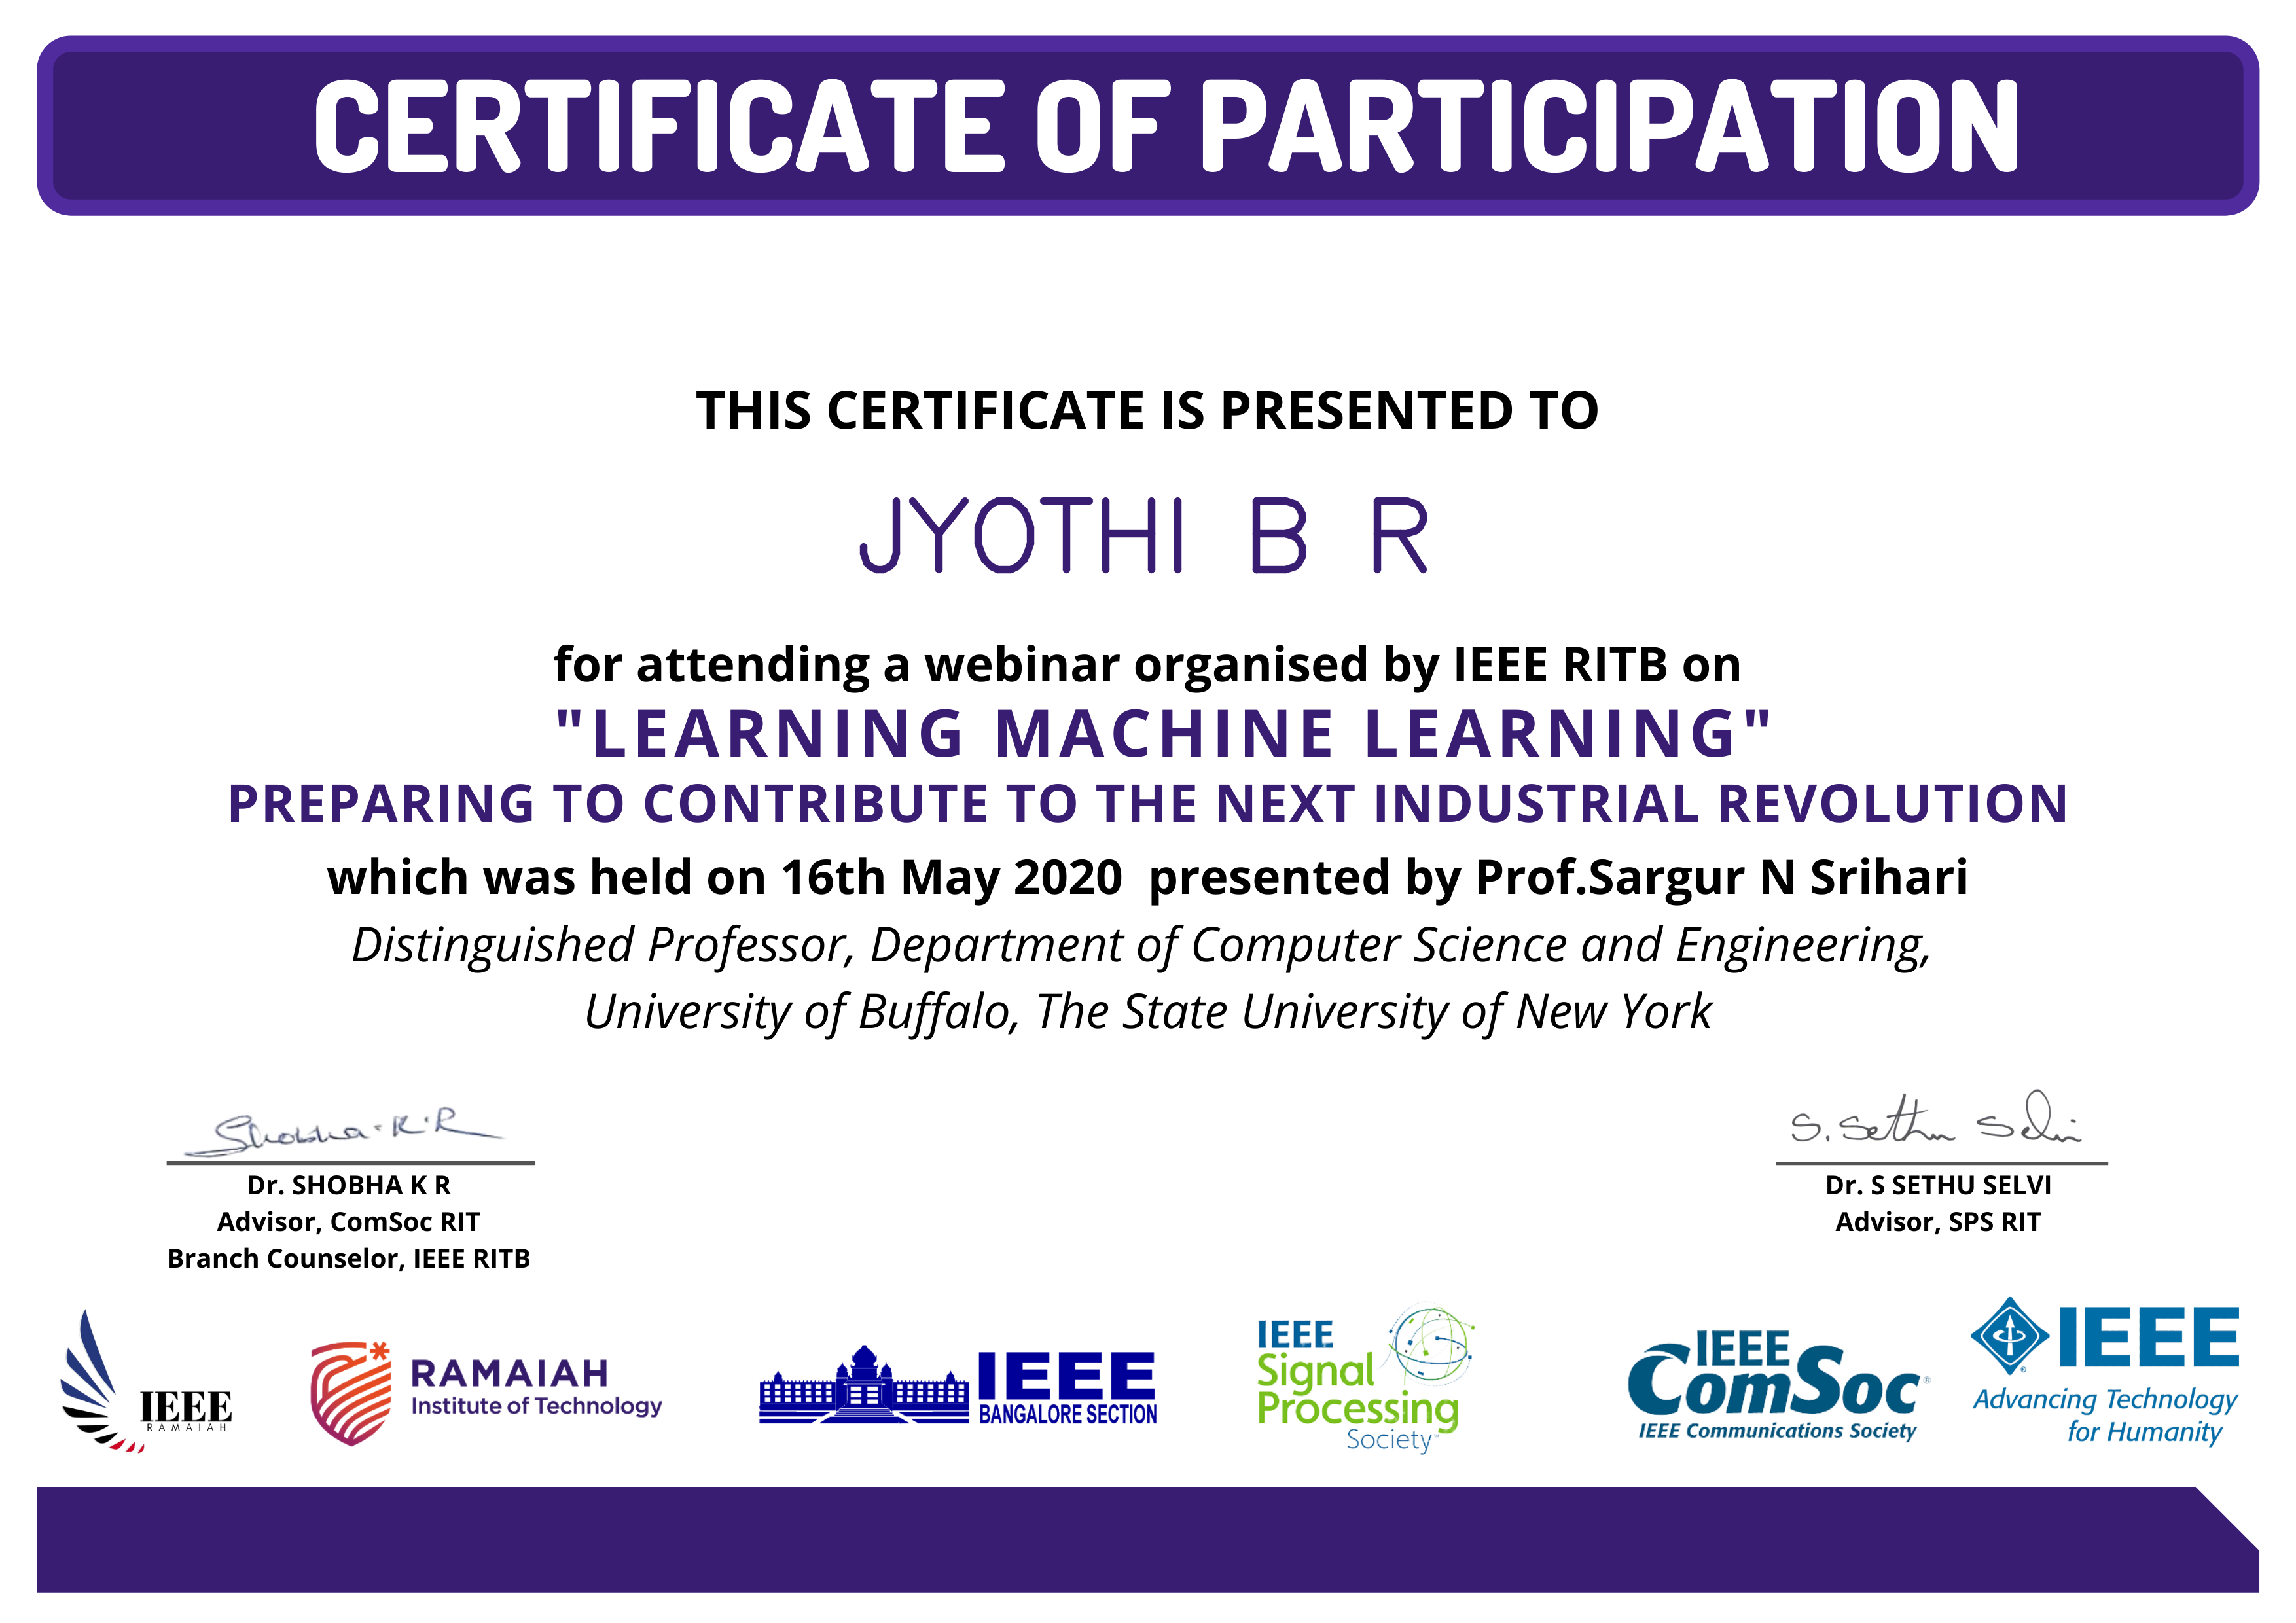 CERTIFICATE OF PARTICIPATION
THIS CERTIFICATE IS PRESENTED TO
JYOTHI B R
for attending a webinar organised by IEEE RITB on
"LEARNING MACHINE LEARNING"
PREPARING TO CONTRIBUTE TO THE NEXT INDUSTRIAL REVOLUTION
which was held on 16th May 2020 presented by Prof.Sargur N Srihari
Distinguished Professor, Department of Computer Science and Engineering,
University of Buffalo, The State University of New York
Shobha-K.R
Dr. SHOBHA K R
Advisor, ComSoc RIT
Branch Counselor, IEEE RITB
S. Sethu Selvi
Dr. S SETHU SELVI
Advisor, SPS RIT
IEEE
RAMAIAH
RAMAIAH
Institute of Technology
IEEE
BANGALORE SECTION
IEEE
Signal
Processing
Society™
IEEE
ComSoc®
IEEE Communications Society
IEEE
Advancing Technology
for Humanity